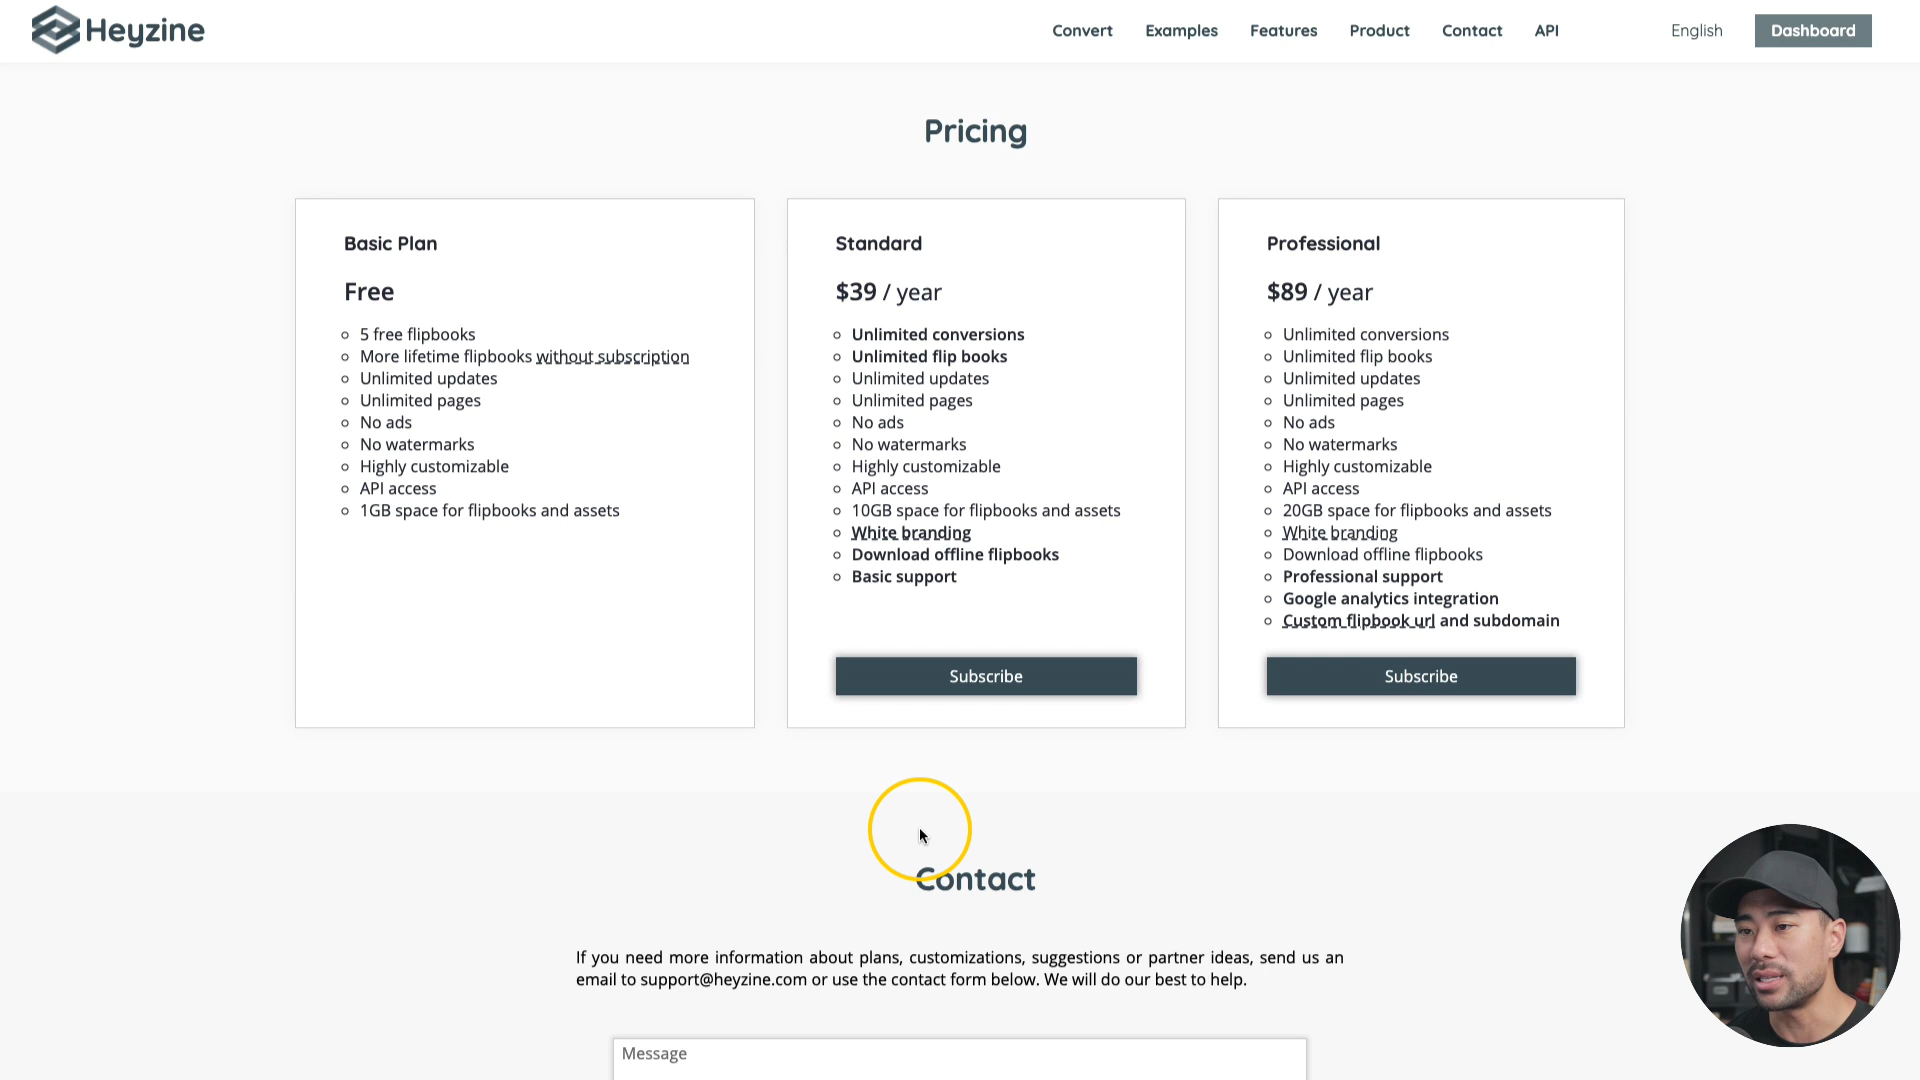 Heyzine
Convert Examples Features Product Contact API English Dashboard
Pricing
Basic Plan
Free
5 free flipbooks
More lifetime flipbooks without subscription
Unlimited updates
Unlimited pages
No ads
No watermarks
Highly customizable
API access
1GB space for flipbooks and assets
Standard
$39 / year
Unlimited conversions
Unlimited flip books
Unlimited updates
Unlimited pages
No ads
No watermarks
Highly customizable
API access
10GB space for flipbooks and assets
White branding
Download offline flipbooks
Basic support
Subscribe
Professional
$89 / year
Unlimited conversions
Unlimited flip books
Unlimited updates
Unlimited pages
No ads
No watermarks
Highly customizable
API access
20GB space for flipbooks and assets
White branding
Download offline flipbooks
Professional support
Google analytics integration
Custom flipbook url and subdomain
Subscribe
Contact
If you need more information about plans, customizations, suggestions or partner ideas, send us an
email to support@heyzine.com or use the contact form below. We will do our best to help.
Message